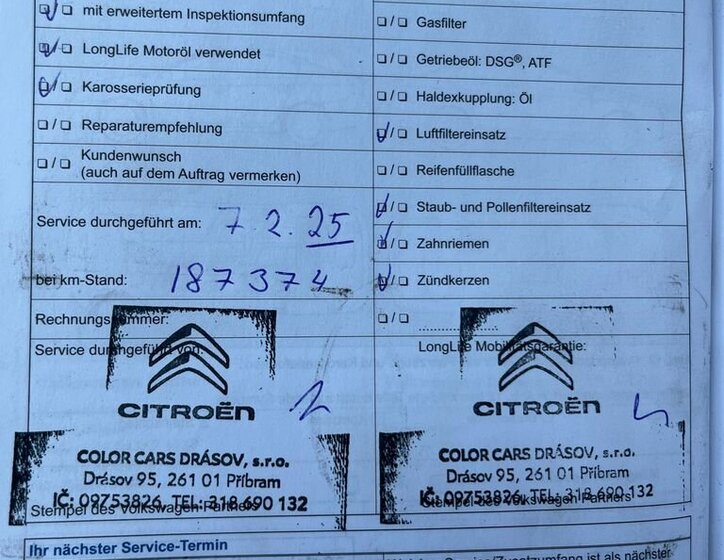 mit erweitertem Inspektionsumfang
LongLife Motoröl verwendet
Karosserieprüfung
Reparaturempfehlung
Kundenwunsch
(auch auf dem Auftrag vermerken)
Service durchgeführt am: 7.2.25
bei km-Stand: 187374
Rechnungsnummer:
Service durchgeführt von:
CITROËN
COLOR CARS DRÁSOV, s.r.o.
Drásov 95, 261 01 Příbram
IČ: 09753826, TEL: 318 690 132
Stempel des Volkswagen Partners
Gasfilter
Getriebeöl: DSG®, ATF
Haldexkupplung: Öl
Luftfiltereinsatz
Reifenfüllflasche
Staub- und Pollenfiltereinsatz
Zahnriemen
Zündkerzen
LongLife Mobilitätsgarantie:
CITROËN
COLOR CARS DRÁSOV, s.r.o.
Drásov 95, 261 01 Příbram
IČ: 09753826, TEL: 318 690 132
Stempel des Volkswagen Partners
Ihr nächster Service-Termin